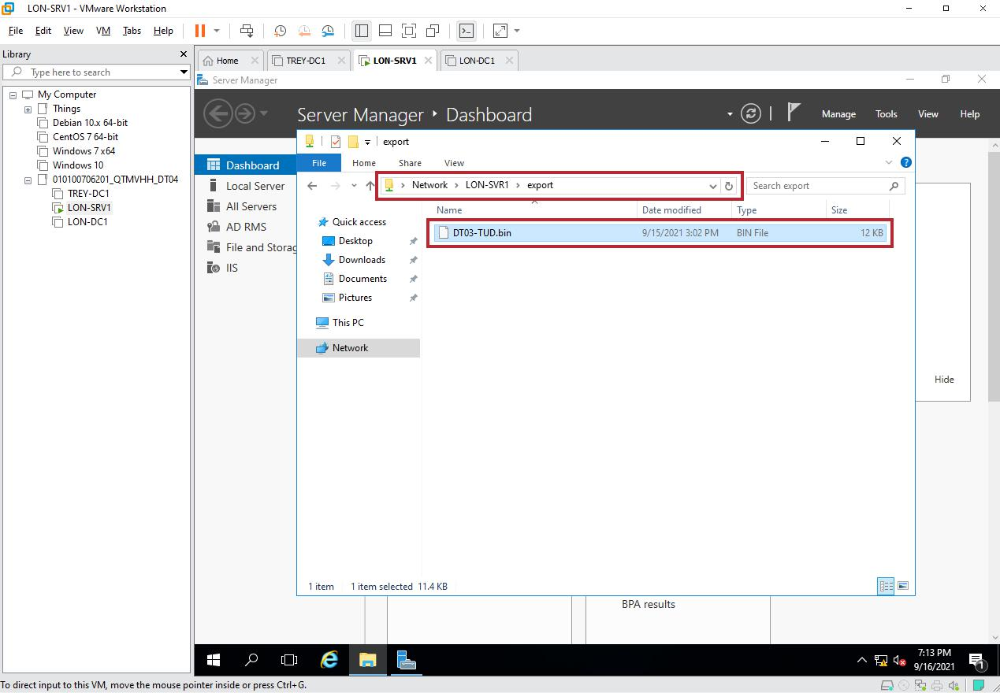 LON-SRV1 - VMware Workstation
File Edit View VM Tabs Help
Library
Type here to search
My Computer
Things
Debian 10.x 64-bit
CentOS 7 64-bit
Windows 7 x64
Windows 10
010100706201_QTMVHH_DT04
TREY-DC1
LON-SRV1
LON-DC1
Home TREY-DC1 LON-SRV1 LON-DC1
Server Manager
Server Manager Dashboard
Manage Tools View Help
Dashboard
Local Server
All Servers
AD RMS
File and Storag
IIS
export
File Home Share View
Network LON-SVR1 export
Search export
Quick access
Desktop
Downloads
Documents
Pictures
This PC
Network
Name Date modified Type Size
DT03-TUD.bin 9/15/2021 3:02 PM BIN File 12 KB
1 item 1 item selected 11.4 KB
Hide
BPA results
7:13 PM
9/16/2021
1
To direct input to this VM, move the mouse pointer inside or press Ctrl+G.